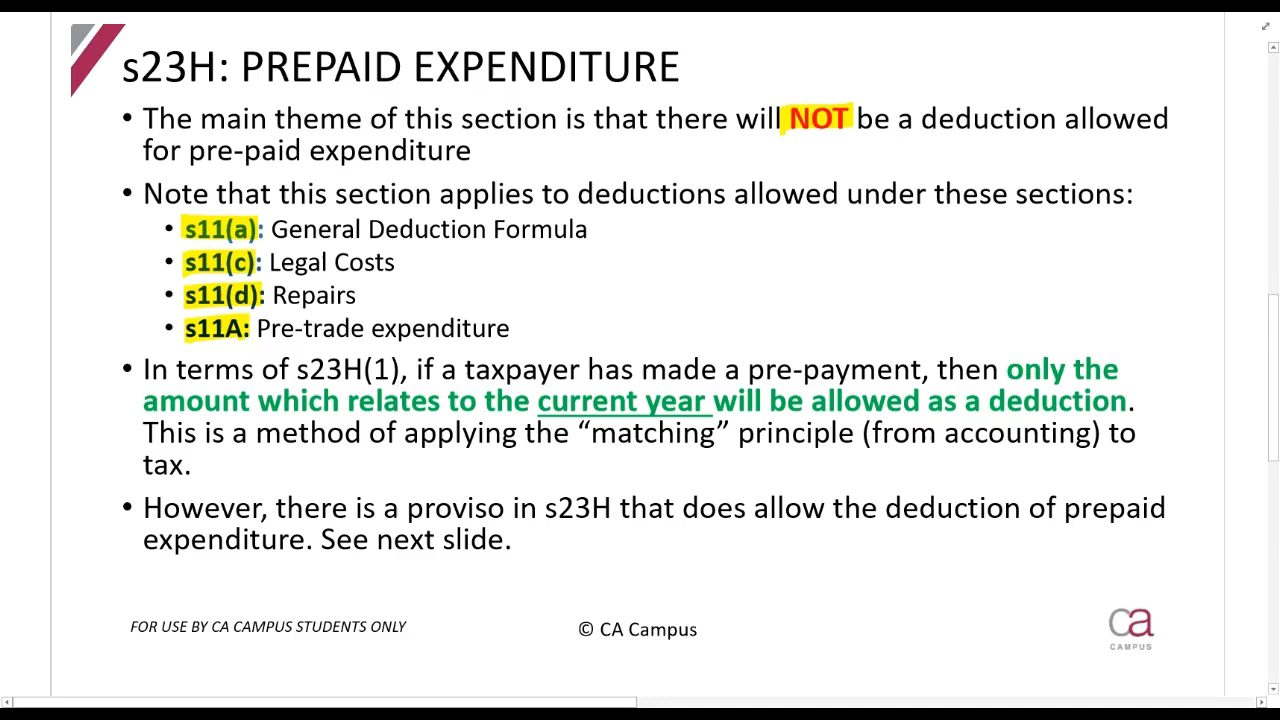 s23H: PREPAID EXPENDITURE
• The main theme of this section is that there will NOT be a deduction allowed
for pre-paid expenditure
• Note that this section applies to deductions allowed under these sections:
• s11(a): General Deduction Formula
• s11(c): Legal Costs
• s11(d): Repairs
• s11A: Pre-trade expenditure
• In terms of s23H(1), if a taxpayer has made a pre-payment, then only the
amount which relates to the current year will be allowed as a deduction.
This is a method of applying the “matching” principle (from accounting) to
tax.
• However, there is a proviso in s23H that does allow the deduction of prepaid
expenditure. See next slide.
FOR USE BY CA CAMPUS STUDENTS ONLY
© CA Campus
ca
CAMPUS